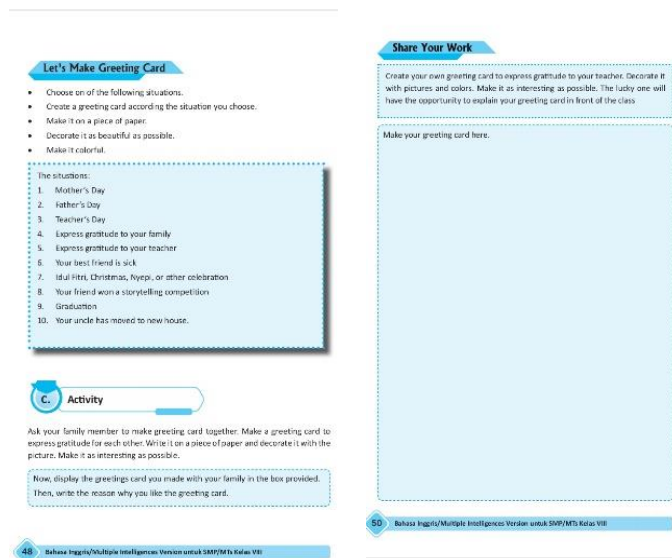 Let's Make Greeting Card
• Choose on of the following situations.
• Create a greeting card according the situation you choose.
• Make it on a piece of paper.
• Decorate it as beautiful as possible.
• Make it colorful.
The situstions:
1. Mother's Day
2. Father's Day
3. Teacher's Day
4. Express gratitude to your family
5. Express gratitude to your teacher
6. Your best friend is sick
7. Idul Fitri, Christmas, Nyepi, or other celebration
8. Your friend won a storytelling competition
9. Graduation
10. Your uncle has moved to new house.
C. Activity
Ask your family member to make greeting card together. Make a greeting card to
express gratitude for each other. Write it on a piece of paper and decorate it with the
picture. Make it as interesting as possible.
Now, display the greetings card you made with your family in the box provided.
Then, write the reason why you like the greeting card.
48 Bahasa Inggris/Multiple Intelligences Version untuk SMP/MTs Kelas VIII
Share Your Work
Create your own greeting card to express gratitude to your teacher. Decorate it
with pictures and colors. Make it as interesting as possible. The lucky one will
have the opportunity to explain your greeting card in front of the class
Make your greeting card here.
50 Bahasa Inggris/Multiple Intelligences Version untuk SMP/MTs Kelas VIII